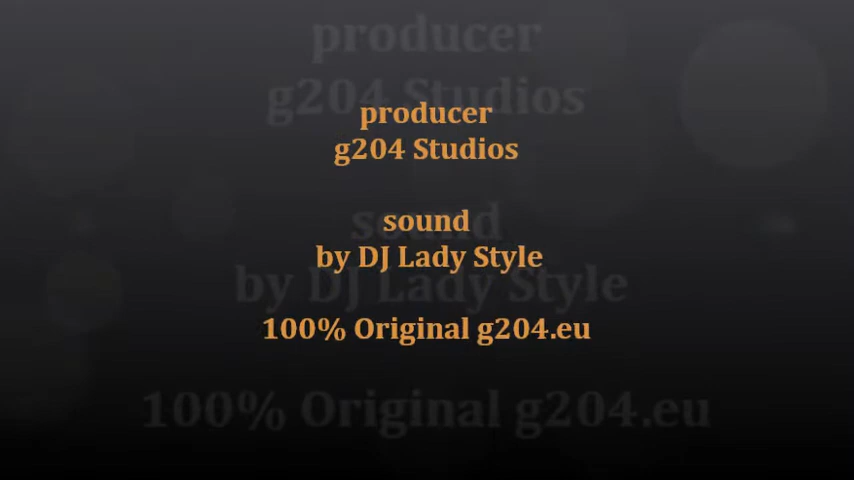 producer
g204 Studios
sound
by DJ Lady Style
100% Original g204.eu